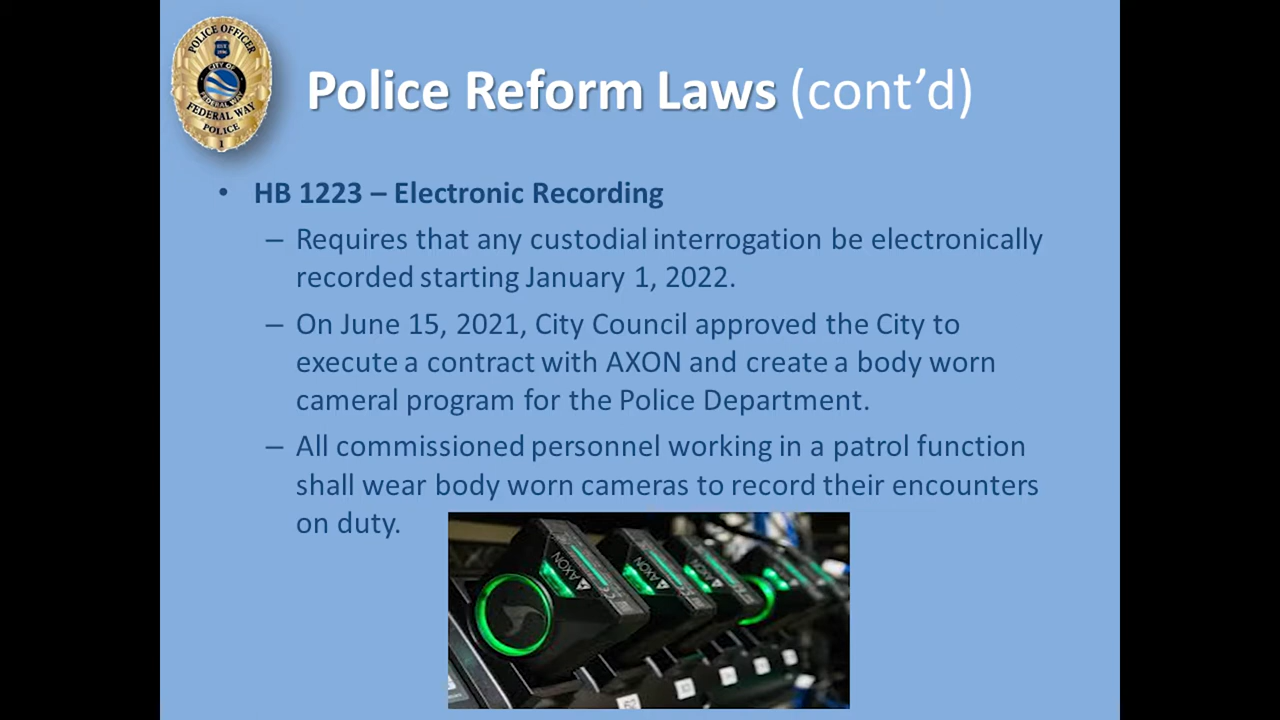 POLICE OFFICER
CITY OF
FEDERAL WAY
FEDERAL WAY
POLICE
1
Police Reform Laws (cont’d)
• HB 1223 – Electronic Recording
– Requires that any custodial interrogation be electronically
recorded starting January 1, 2022.
– On June 15, 2021, City Council approved the City to
execute a contract with AXON and create a body worn
cameral program for the Police Department.
– All commissioned personnel working in a patrol function
shall wear body worn cameras to record their encounters
on duty.
AXON
AXON
AXON